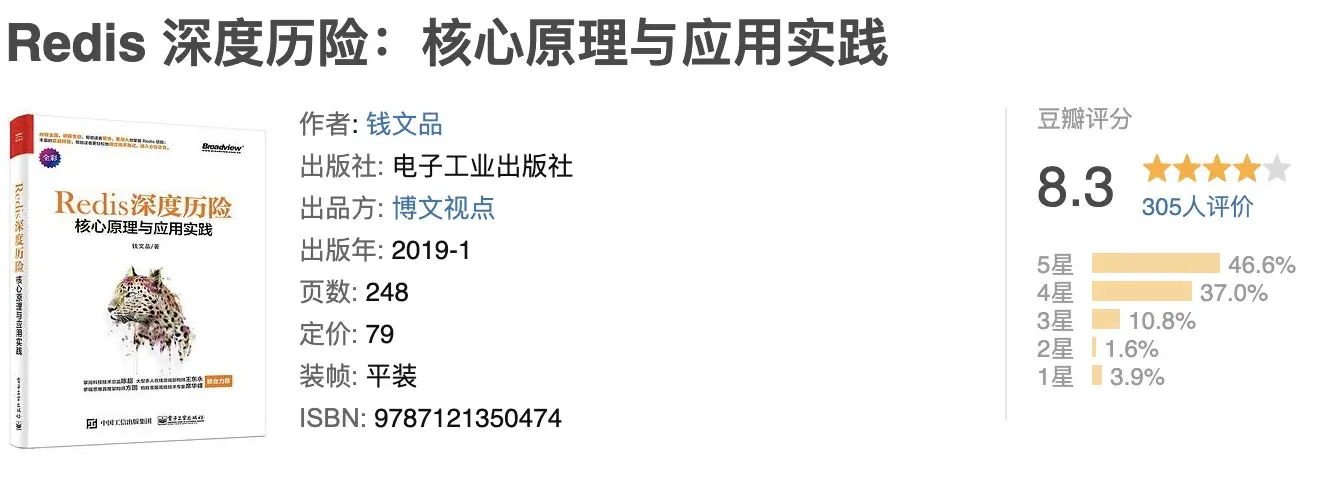 Redis 深度历险：核心原理与应用实践
全彩
Broadview
www.broadview.com.cn
Redis深度历险
核心原理与应用实践
钱文品/著
联合力荐
中国工信出版集团
电子工业出版社
Redis深度历险 核心原理与应用实践
作者: 钱文品
出版社: 电子工业出版社
出品方: 博文视点
出版年: 2019-1
页数: 248
定价: 79
装帧: 平装
ISBN: 9787121350474
豆瓣评分
8.3
305人评价
5星 46.6%
4星 37.0%
3星 10.8%
2星 1.6%
1星 3.9%